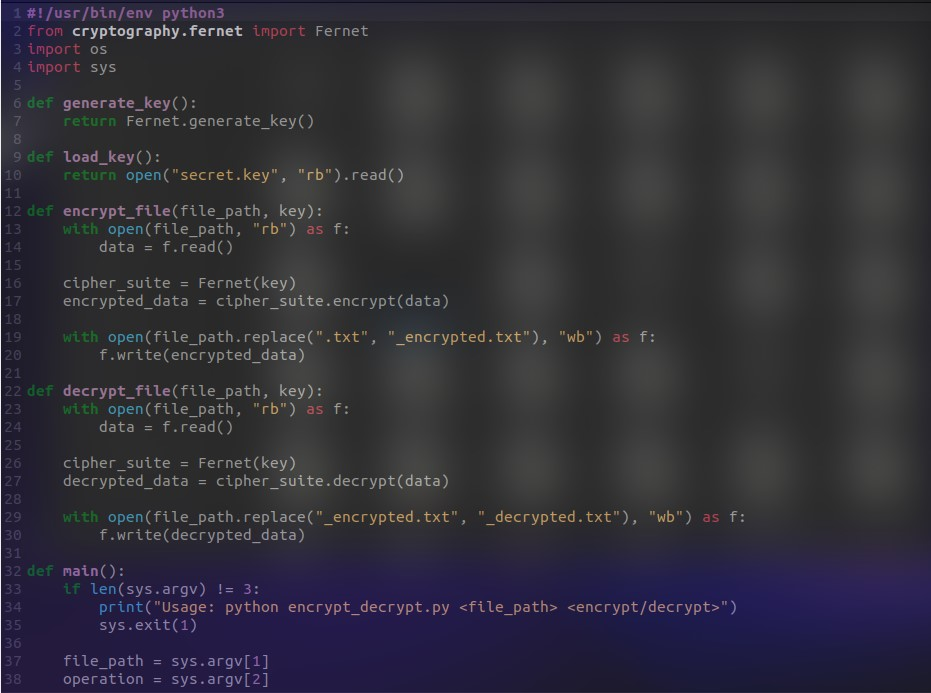 1 #!/usr/bin/env python3
2 from cryptography.fernet import Fernet
3 import os
4 import sys
5
6 def generate_key():
7     return Fernet.generate_key()
8
9 def load_key():
10     return open("secret.key", "rb").read()
11
12 def encrypt_file(file_path, key):
13     with open(file_path, "rb") as f:
14         data = f.read()
15
16     cipher_suite = Fernet(key)
17     encrypted_data = cipher_suite.encrypt(data)
18
19     with open(file_path.replace(".txt", "_encrypted.txt"), "wb") as f:
20         f.write(encrypted_data)
21
22 def decrypt_file(file_path, key):
23     with open(file_path, "rb") as f:
24         data = f.read()
25
26     cipher_suite = Fernet(key)
27     decrypted_data = cipher_suite.decrypt(data)
28
29     with open(file_path.replace("_encrypted.txt", "_decrypted.txt"), "wb") as f:
30         f.write(decrypted_data)
31
32 def main():
33     if len(sys.argv) != 3:
34         print("Usage: python encrypt_decrypt.py <file_path> <encrypt/decrypt>")
35         sys.exit(1)
36
37     file_path = sys.argv[1]
38     operation = sys.argv[2]